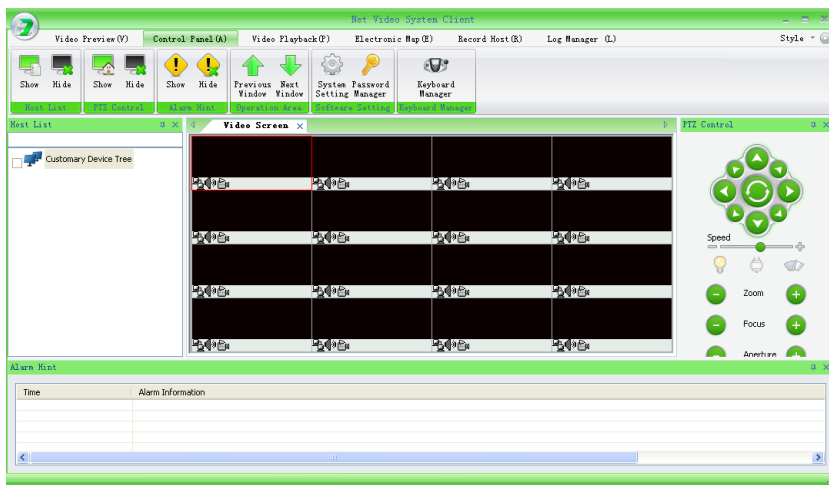 Net Video System Client
Video Preview(V) Control Panel(A) Video Playback(P) Electronic Map(E) Record Host(R) Log Manager (L) Style
Show Hide Show Hide Show Hide Previous Next System Password Keyboard
Window Window Setting Manager Manager
Host List PTZ Control Alarm Hint Operation Area Software Setting Keyboard Manager
Host List Video Screen PTZ Control
Customary Device Tree
Speed
Zoom
Focus
Aperture
Alarm Hint
Time Alarm Information